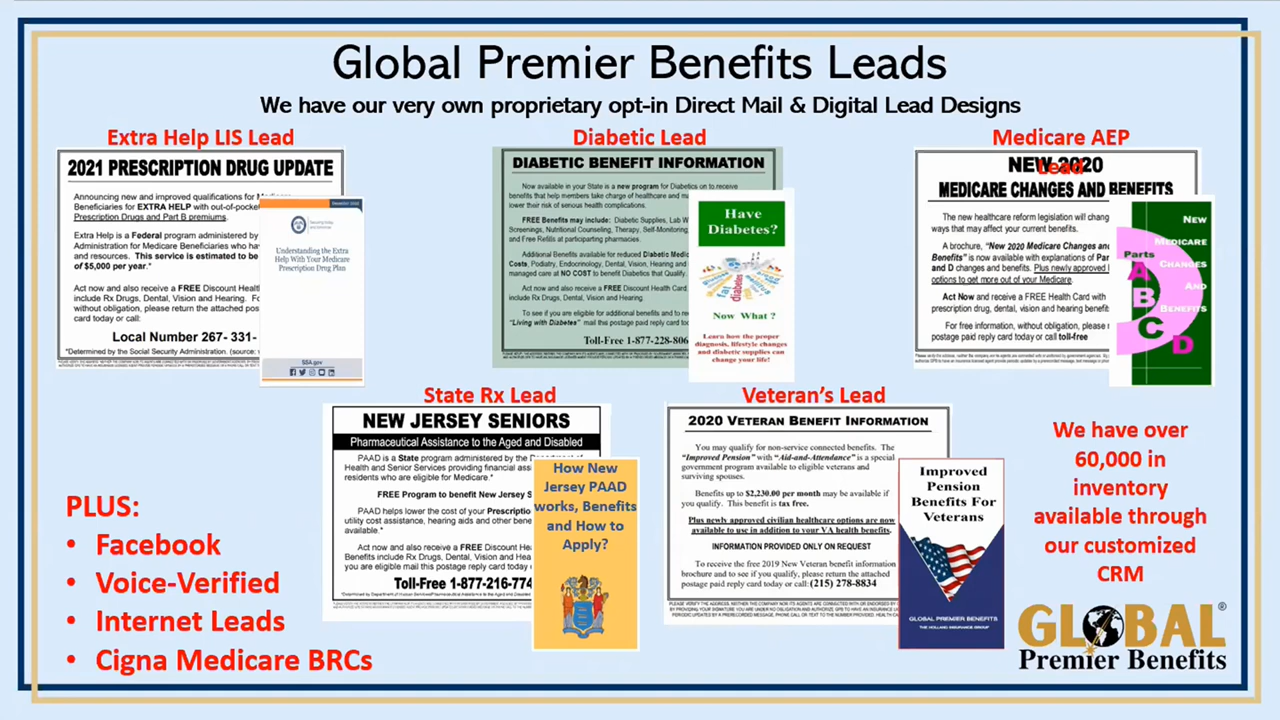 Global Premier Benefits Leads
We have our very own proprietary opt-in Direct Mail & Digital Lead Designs
Extra Help LIS Lead
2021 PRESCRIPTION DRUG UPDATE
Announcing new and improved qualifications for Medicare
Beneficiaries for EXTRA HELP with out-of-pocke
Prescription Drugs and Part B premiums.
Extra Help is a Federal program administered by
Administration for Medicare Beneficiaries who ha
and resources. This service is estimated to be
of $5,000 per year.*
Act now and also receive a FREE Discount Healt
include Rx Drugs, Dental, Vision and Hearing. Fo
without obligation, please return the attached pos
card today or call:
Local Number 267- 331-
*Determined by the Social Security Administration. (source:
Understanding the Extra
Help With Your Medicare
Prescription Drug Plan
SSA.gov
Diabetic Lead
DIABETIC BENEFIT INFORMATION
Now available in your State is a new program for Diabetics on to receive
benefits that help members take charge of healthcare and ma
lower their risk of serious health complications.
FREE Benefits may include: Diabetic Supplies, Lab W
Screenings, Nutritional Counseling, Therapy, Self-Monitoring,
and Free Refills at participating pharmacies.
Additional Benefits available for reduced Diabetic Medic
Costs, Podiatry, Endocrinology, Dental, Vision, Hearing and
managed care at NO COST to benefit Diabetics that Qualify.
Act now and also receive a FREE Discount Health Card
include Rx Drugs, Dental, Vision and Hearing.
To see if you are eligible for additional benefits and to re
"Living with Diabetes" mail this postage paid reply card to
Toll-Free 1-877-228-806
Have
Diabetes?
diabetes
Now What ?
Learn how the proper
diagnosis, lifestyle changes
and diabetic supplies can
change your life!
Medicare AEP
Lead
NEW 2020
MEDICARE CHANGES AND BENEFITS
The new healthcare reform legislation will chang
ways that may affect your current benefits.
A brochure, "New 2020 Medicare Changes and
Benefits" is now available with explanations of Par
and D changes and benefits. Plus newly approved
options to get more out of your Medicare.
Act Now and receive a FREE Health Card with
prescription drug, dental, vision and hearing benefit
For free information, without obligation, please
paid reply card today or call toll-free
New
Medicare
Changes
And
Benefits
Parts
A
B
C
D
State Rx Lead
NEW JERSEY SENIORS
Pharmaceutical Assistance to the Aged and Disabled
PAAD is a State program administered by the Department of
Health and Senior Services providing financial ass
residents who are eligible for Medicare.*
FREE Program to benefit New Jersey S
PAAD helps lower the cost of your Prescriptio
utility cost assistance, hearing aids and other bene
available.*
Act now and also receive a FREE Discount Hea
Benefits include Rx Drugs, Dental, Vision and Hea
you are eligible mail this postage reply card today
Toll-Free 1-877-216-774
How New
Jersey PAAD
works, Benefits
and How to
Apply?
Veteran's Lead
2020 VETERAN BENEFIT INFORMATION
You may qualify for non-service connected benefits. The
"Improved Pension" with "Aid-and-Attendance" is a special
government program available to eligible veterans and
surviving spouses.
Benefits up to $2,230.00 per month may be available if
you qualify. This benefit is tax free.
Plus newly approved civilian healthcare options are now
available to use in addition to your VA health benefits.
INFORMATION PROVIDED ONLY ON REQUEST
To receive the free 2019 New Veteran benefit information
brochure and to see if you qualify, please return the attached
postage paid reply card today or call: (215) 278-8834
Improved
Pension
Benefits For
Veterans
GLOBAL PREMIER BENEFITS
THE HOLLAND INSURANCE GROUP
PLUS:
• Facebook
• Voice-Verified
• Internet Leads
• Cigna Medicare BRCs
We have over
60,000 in
inventory
available through
our customized
CRM
GLOBAL®
Premier Benefits